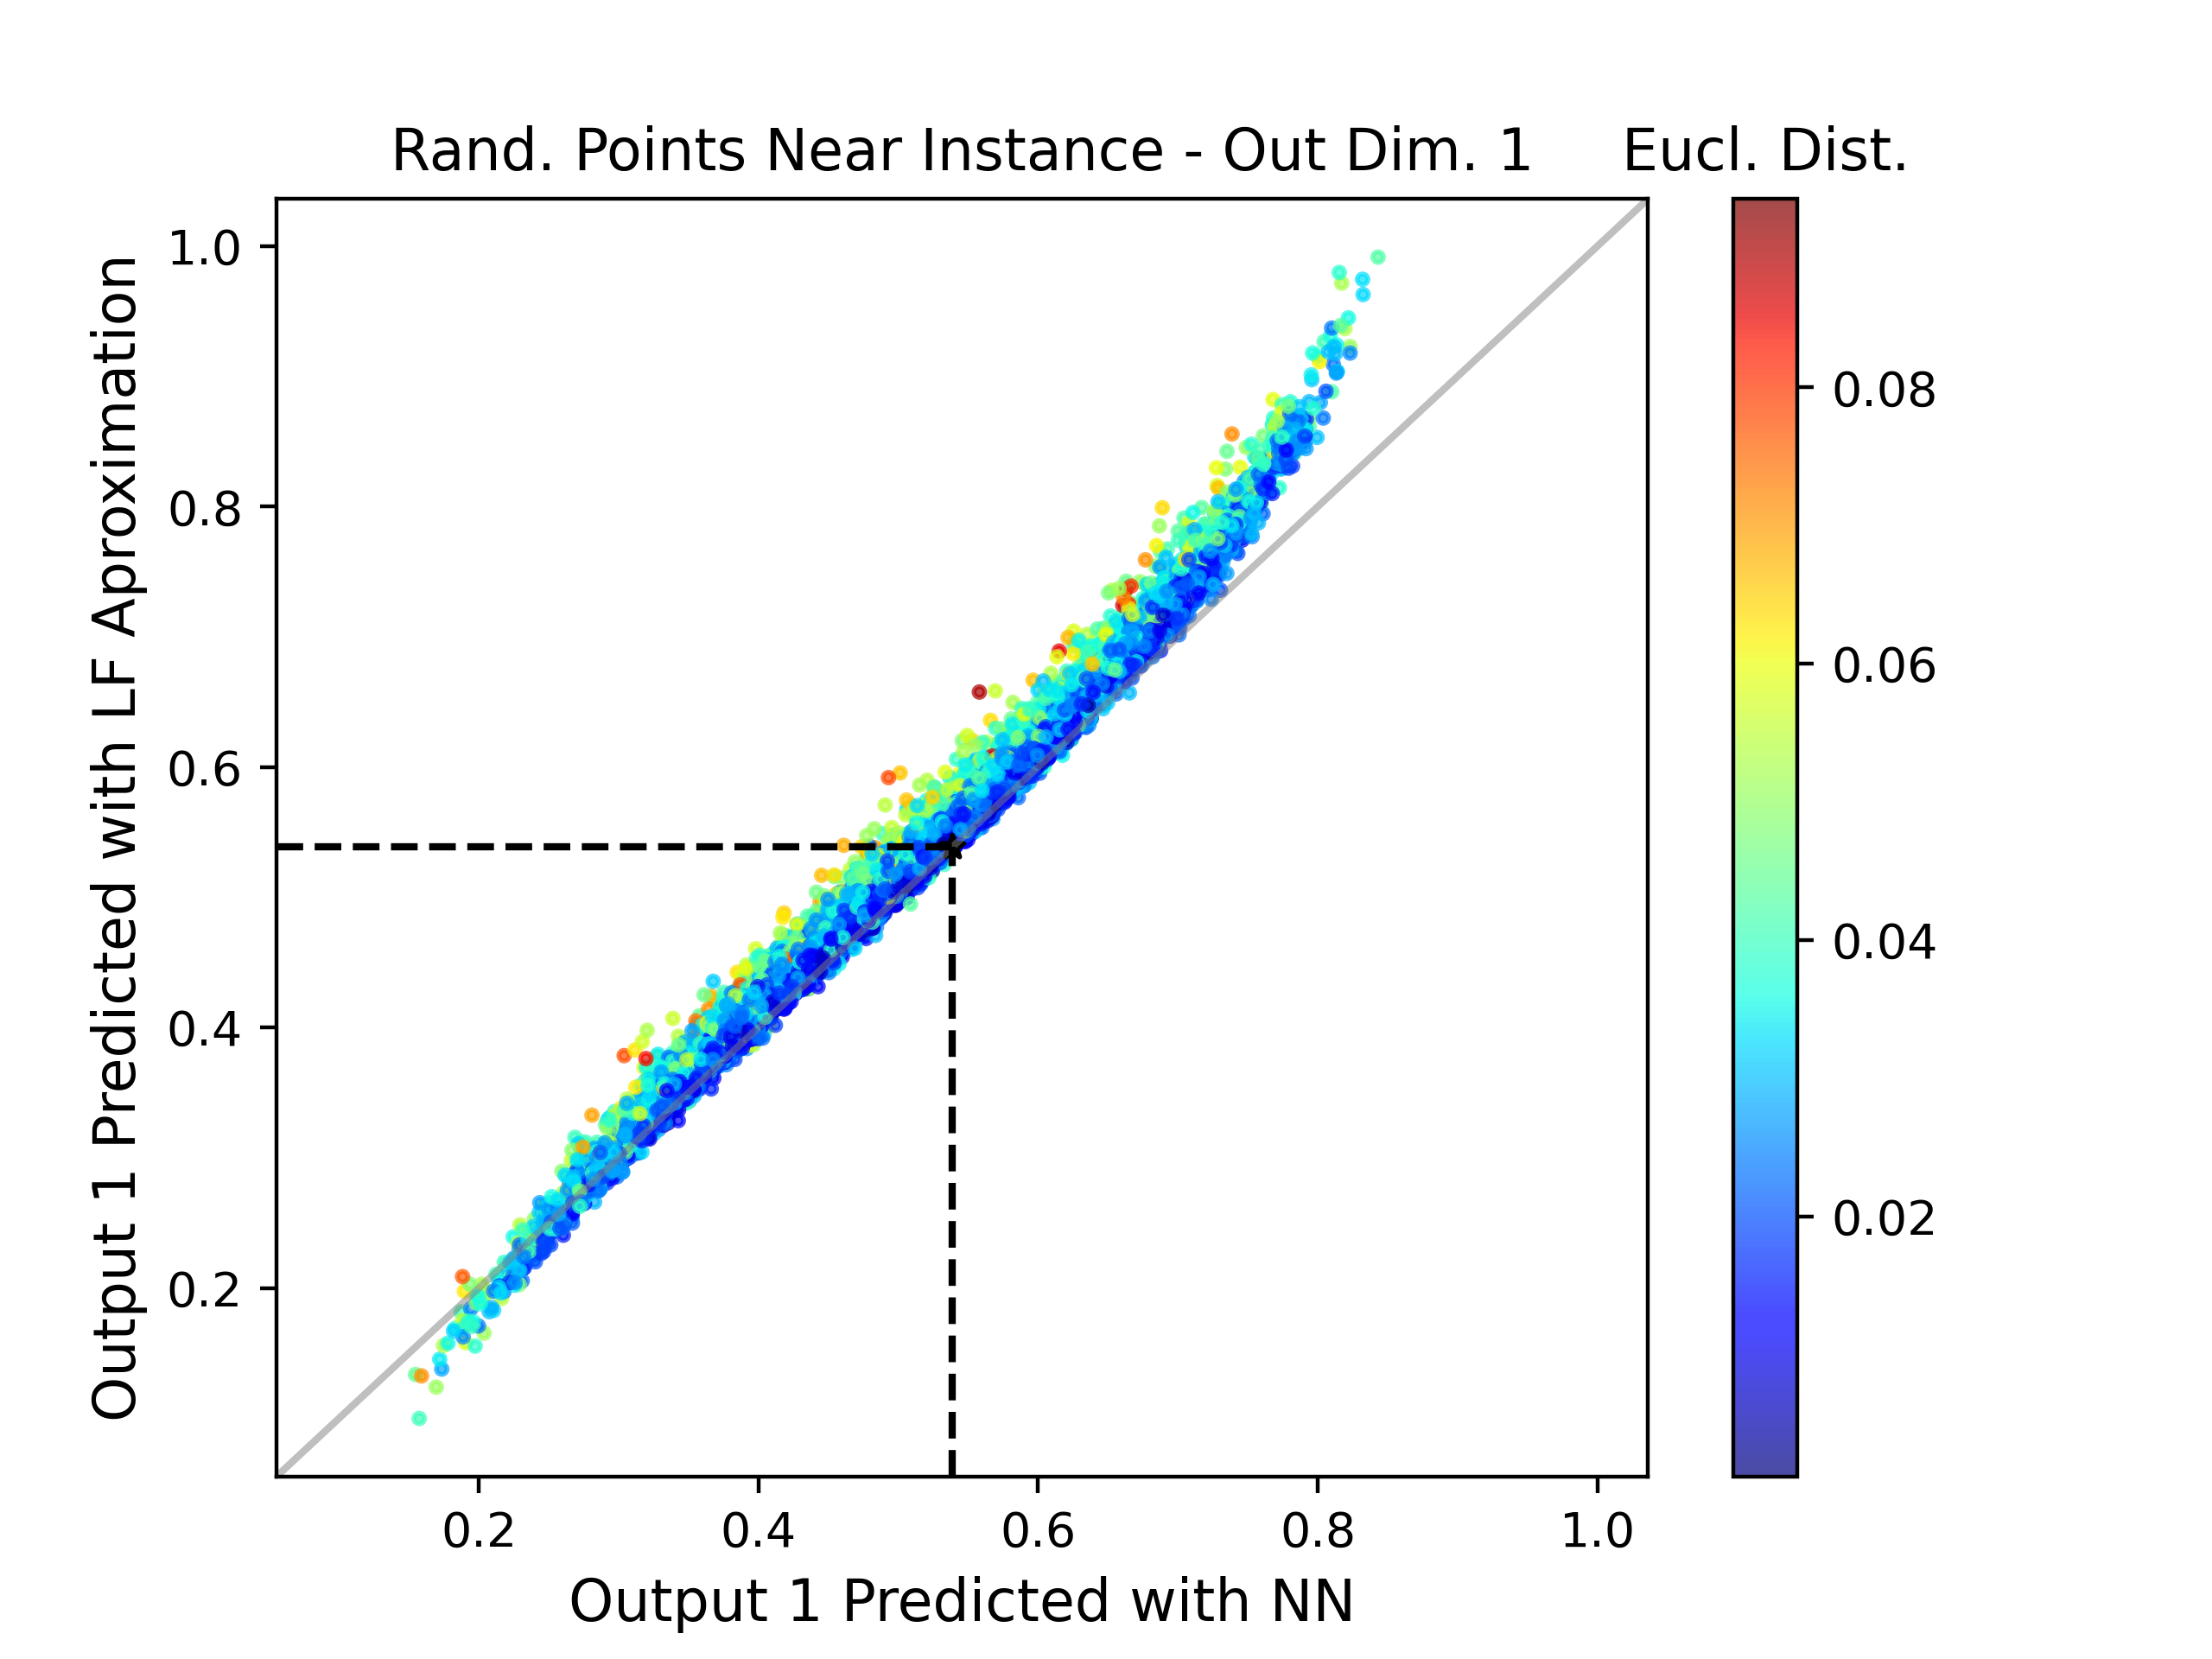 Rand. Points Near Instance - Out Dim. 1
Eucl. Dist.
Output 1 Predicted with LF Aproximation
1.0
0.8
0.6
0.4
0.2
0.08
0.06
0.04
0.02
0.2 0.4 0.6 0.8 1.0
Output 1 Predicted with NN